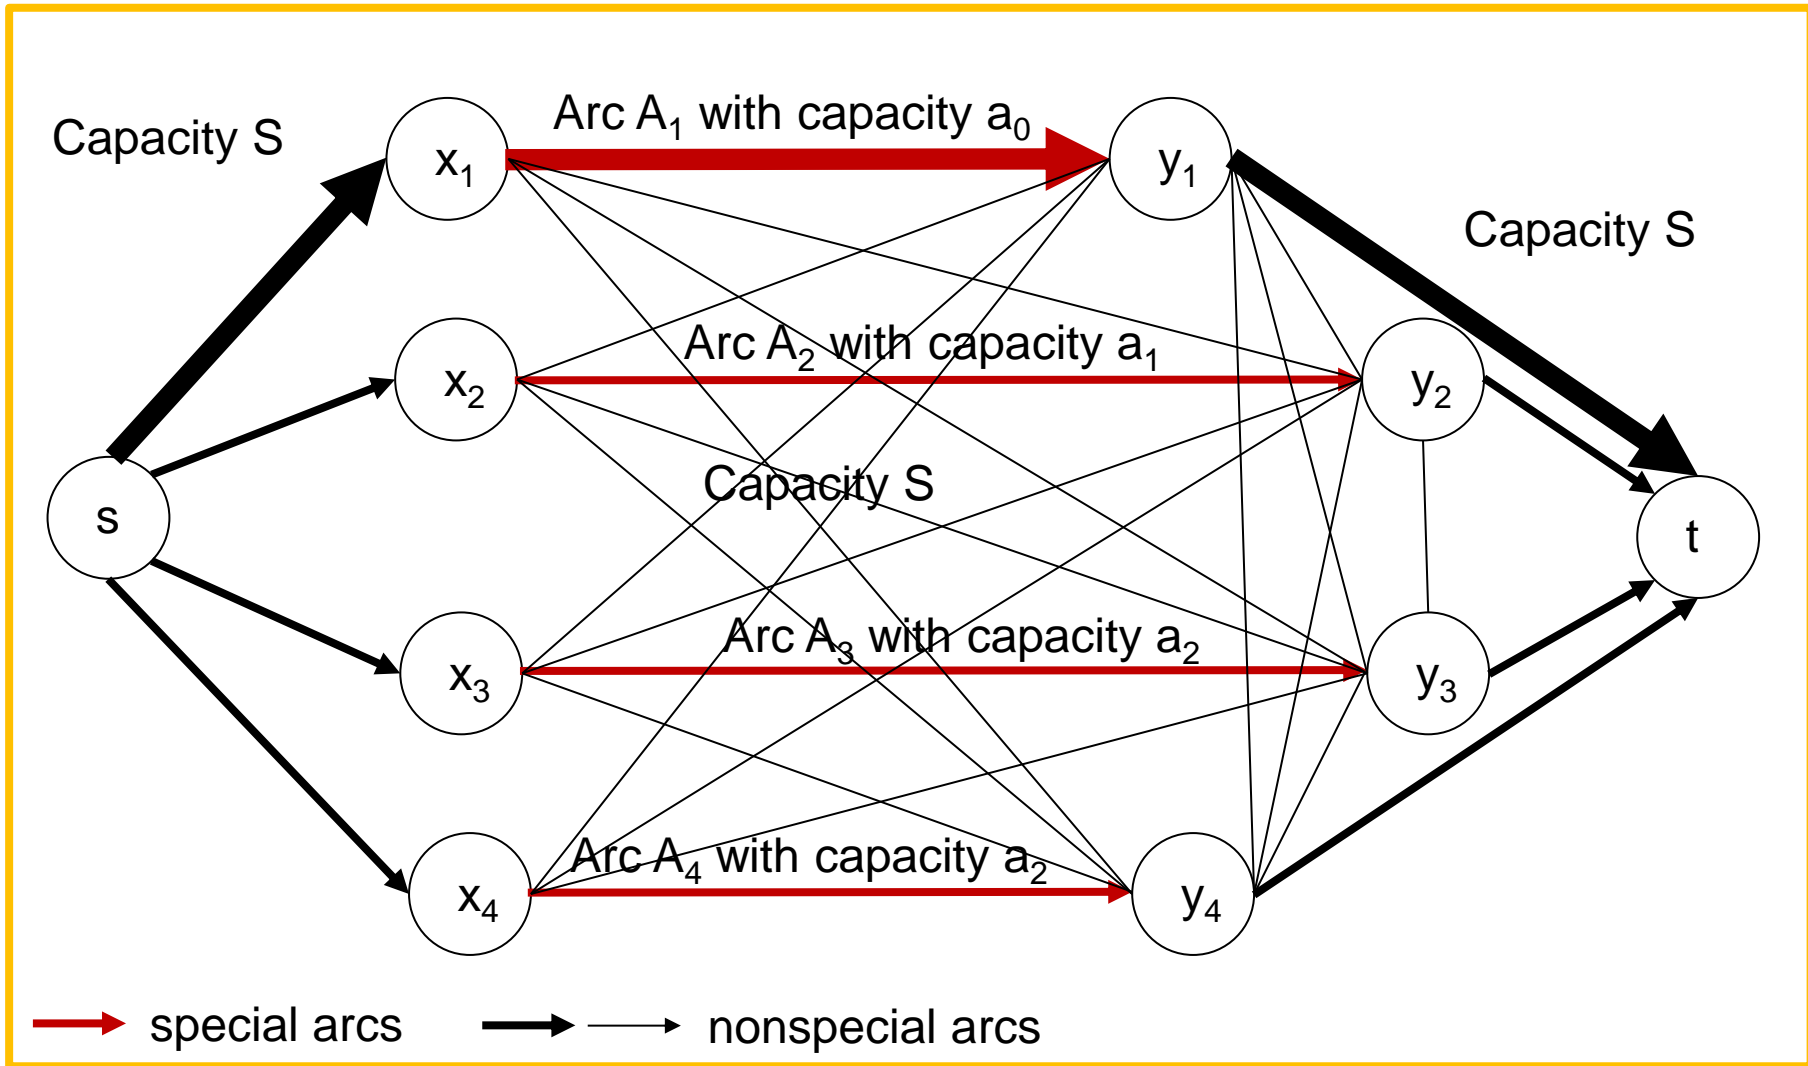 Capacity S
Arc A₁ with capacity a₀
x₁
y₁
Capacity S
Arc A₂ with capacity a₁
x₂
y₂
Capacity S
s
t
Arc A₃ with capacity a₂
x₃
y₃
Arc A₄ with capacity a₂
x₄
y₄
special arcs
nonspecial arcs